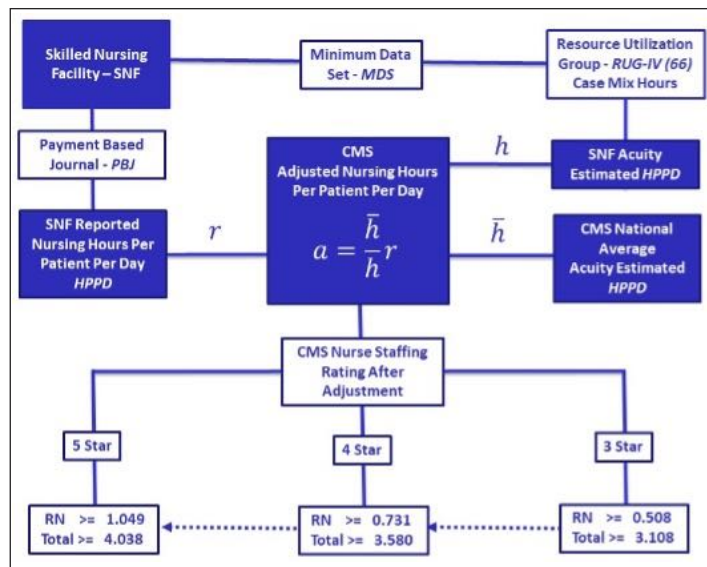 Skilled Nursing
Facility – SNF
Minimum Data
Set - MDS
Resource Utilization
Group - RUG-IV (66)
Case Mix Hours
Payment Based
Journal - PBJ
CMS
Adjusted Nursing Hours
Per Patient Per Day
h
SNF Acuity
Estimated HPPD
SNF Reported
Nursing Hours Per
Patient Per Day
HPPD
r
a = h̄/h r
h̄
CMS National
Average
Acuity Estimated
HPPD
CMS Nurse Staffing
Rating After
Adjustment
5 Star
4 Star
3 Star
RN >= 1.049
Total >= 4.038
RN >= 0.731
Total >= 3.580
RN >= 0.508
Total >= 3.108